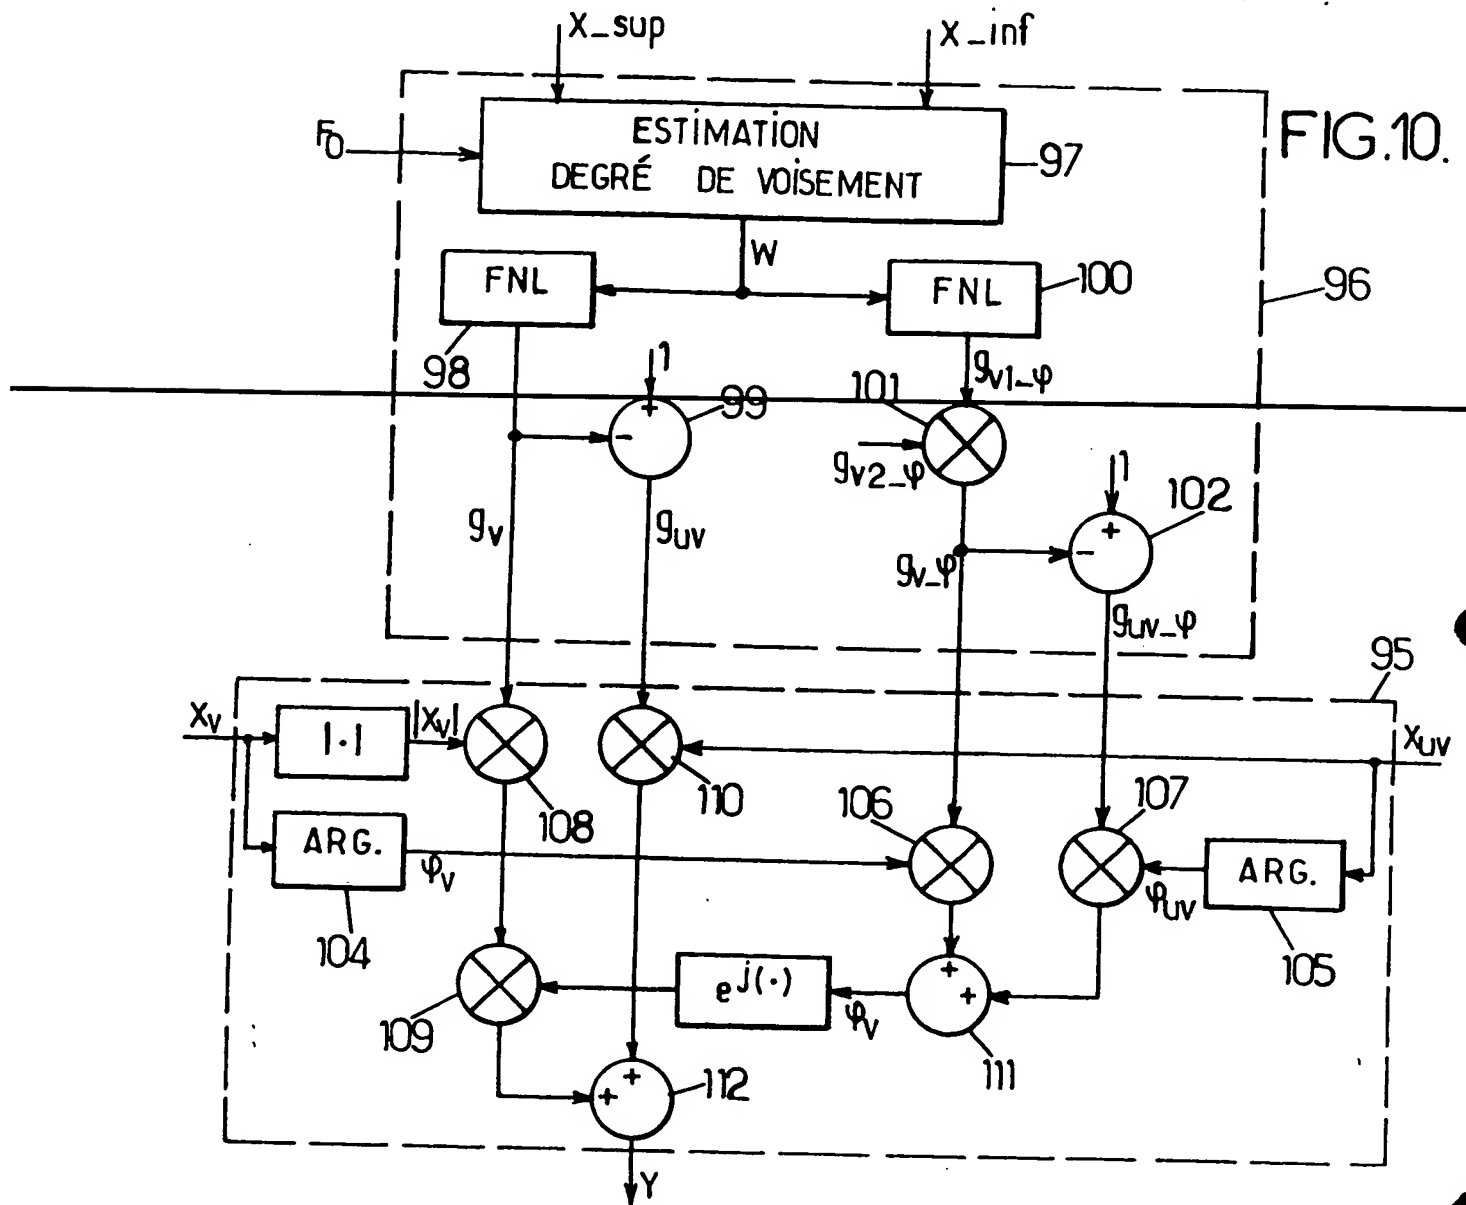 X_sup
X_inf
FIG.10.
F0
ESTIMATION
DEGRÉ DE VOISEMENT
97
W
FNL
FNL
100
96
98
1
99
101
gv1_φ
gv2_φ
1
102
gv
guv
gv_φ
guv_φ
95
Xv
|·|
|Xv|
Xuv
108
110
106
107
ARG.
φv
ARG.
φuv
104
105
109
e j(·)
φv
111
112
Y